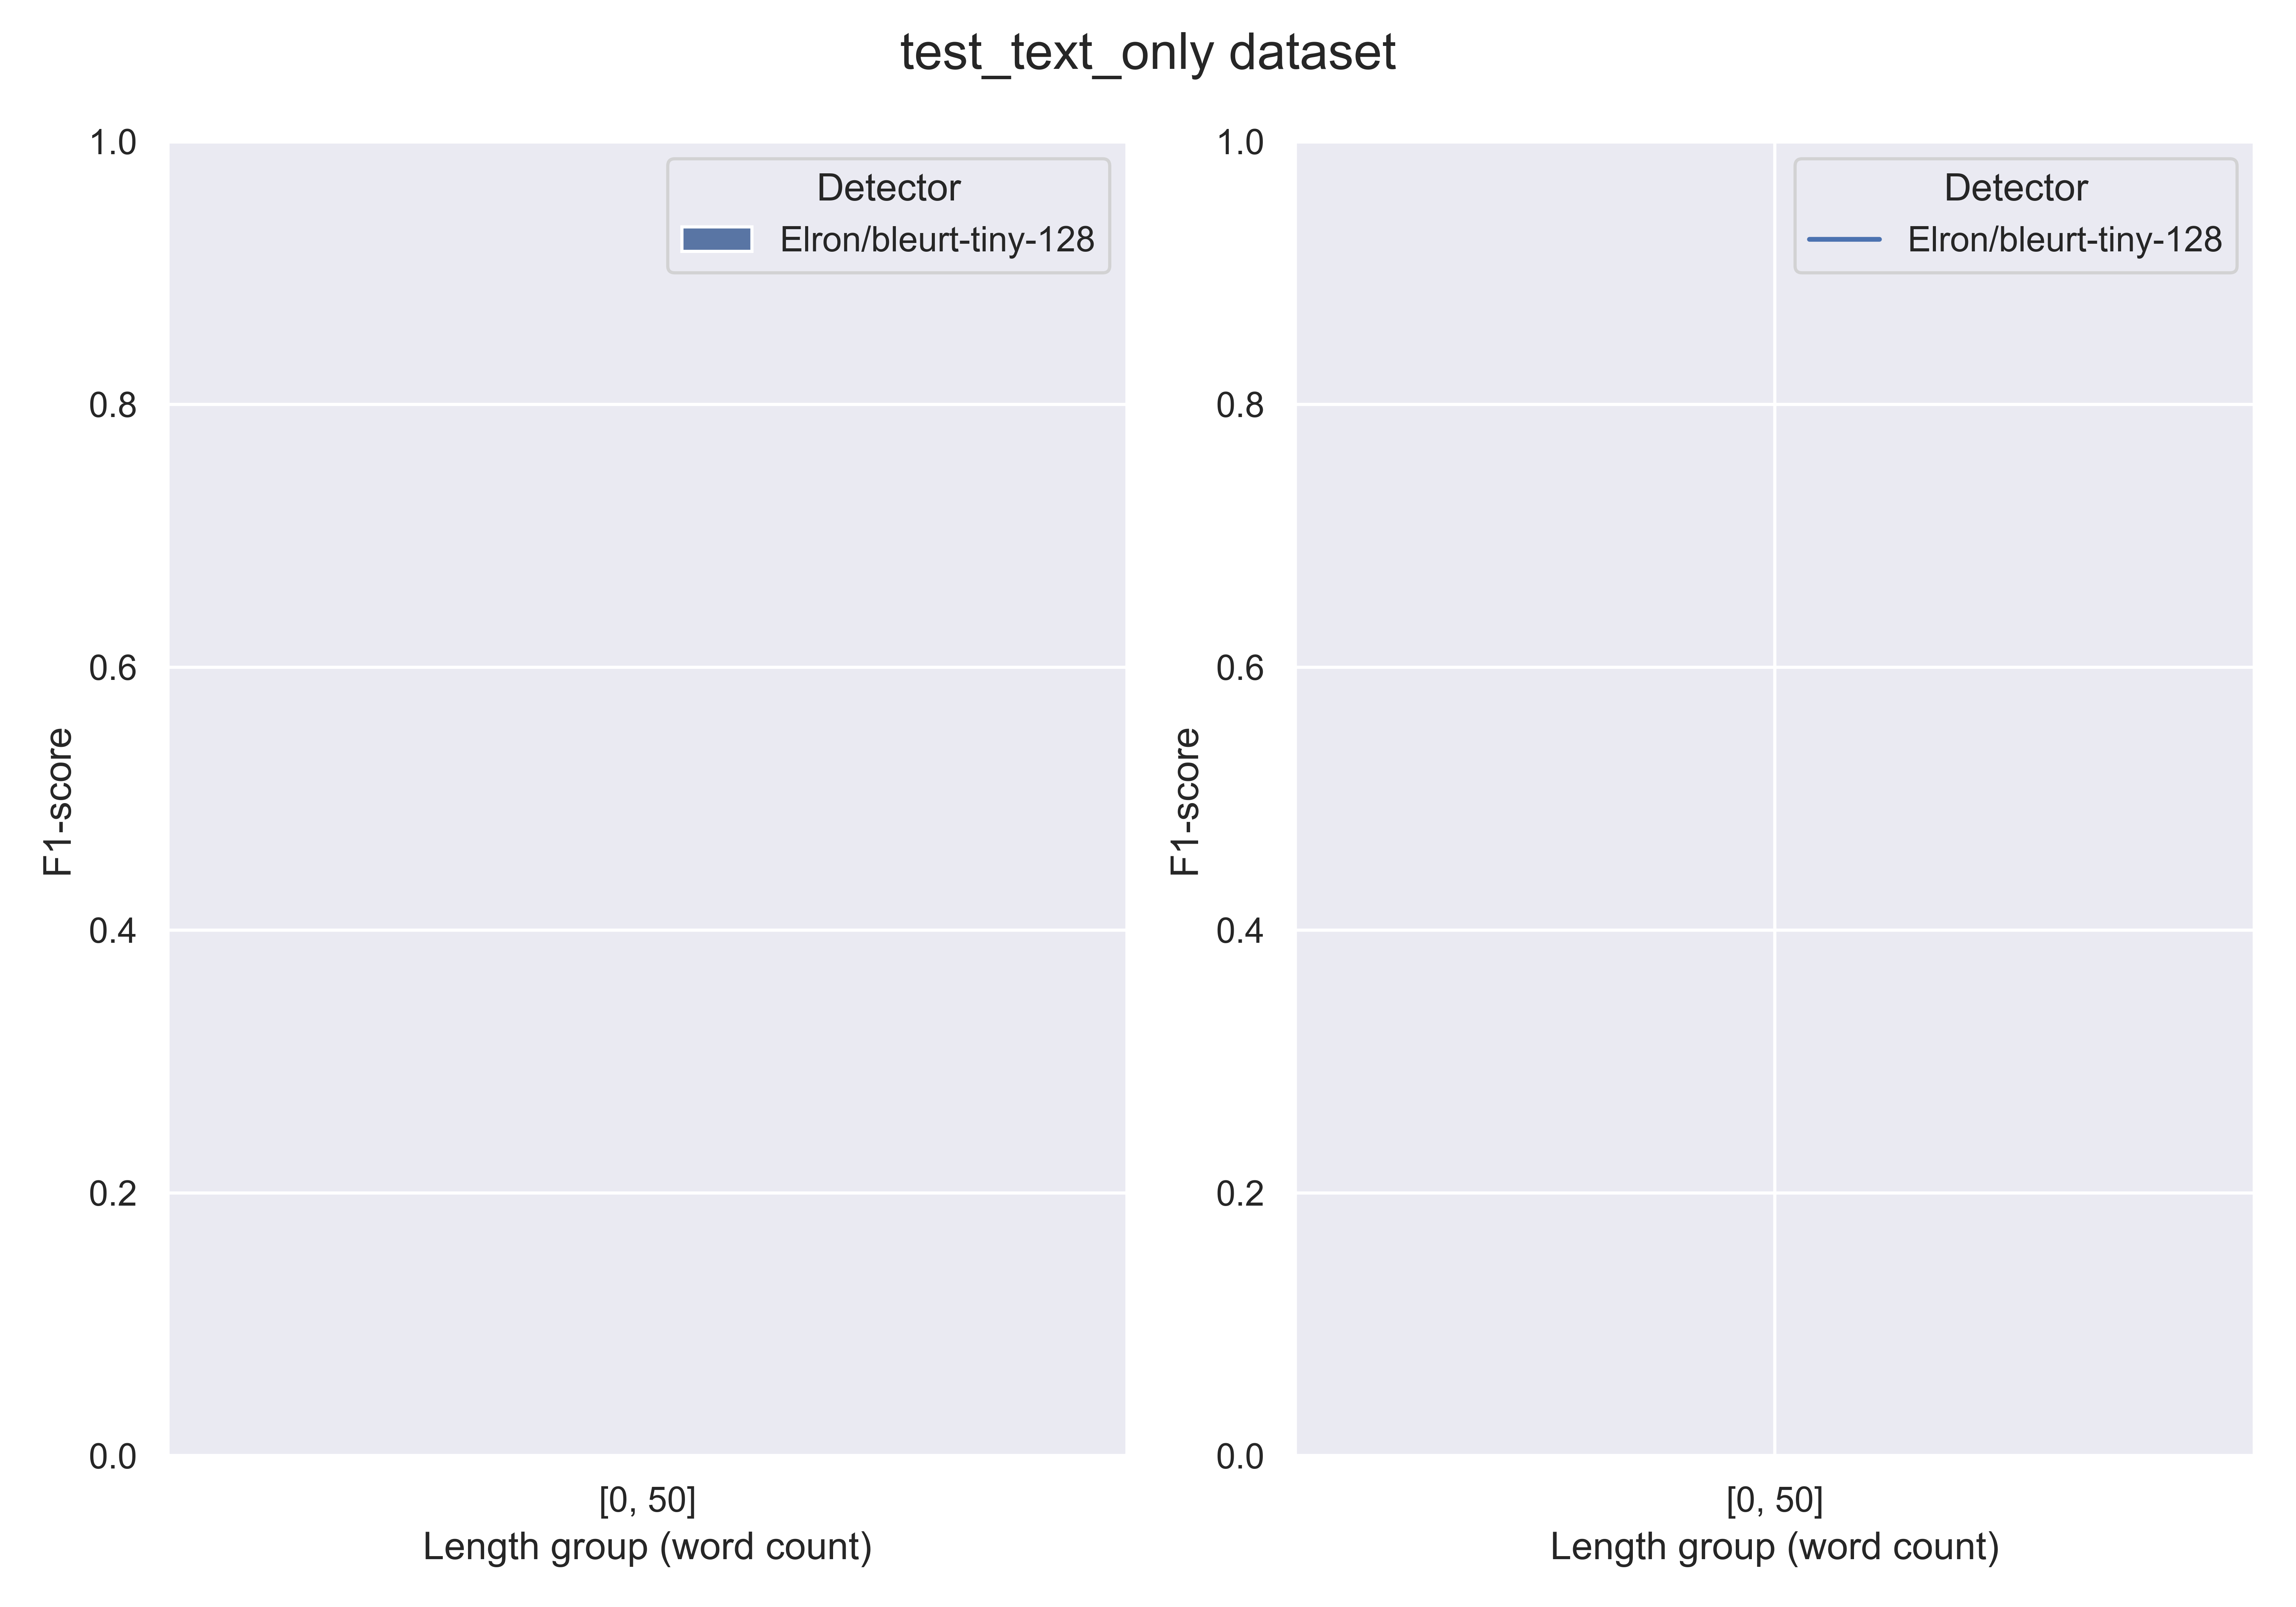 test_text_only dataset
1.0
0.8
0.6
0.4
0.2
0.0
F1-score
Detector
Elron/bleurt-tiny-128
[0, 50]
Length group (word count)
1.0
0.8
0.6
0.4
0.2
0.0
F1-score
Detector
Elron/bleurt-tiny-128
[0, 50]
Length group (word count)